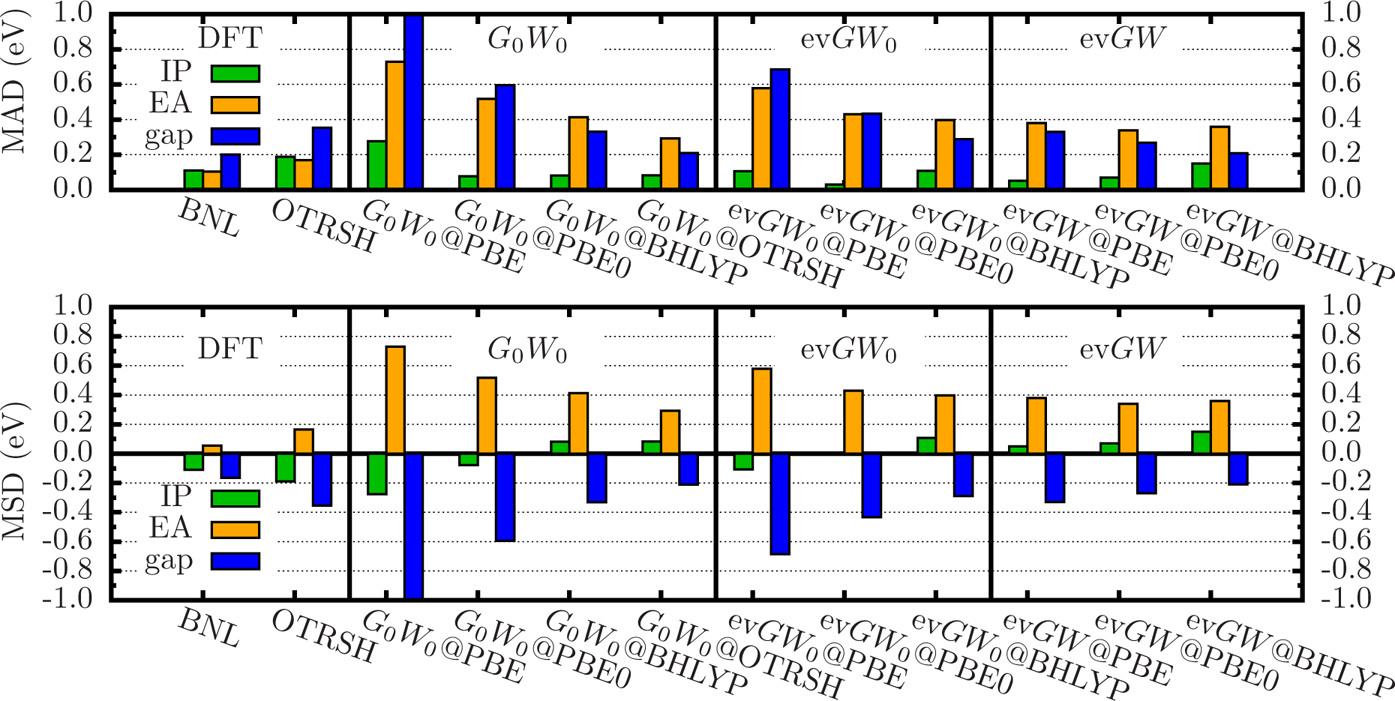 MAD (eV)
1.0
0.8
0.6
0.4
0.2
0.0
DFT
G₀W₀
evGW₀
evGW
IP
EA
gap
1.0
0.8
0.6
0.4
0.2
0.0
BNL
OTRSH
G₀W₀@PBE
G₀W₀@PBE0
G₀W₀@BHLYP
G₀W₀@OTRSH
evGW₀@PBE
evGW₀@PBE0
evGW₀@BHLYP
evGW@PBE
evGW@PBE0
evGW@BHLYP
MSD (eV)
1.0
0.8
0.6
0.4
0.2
0.0
-0.2
-0.4
-0.6
-0.8
-1.0
DFT
G₀W₀
evGW₀
evGW
IP
EA
gap
1.0
0.8
0.6
0.4
0.2
0.0
-0.2
-0.4
-0.6
-0.8
-1.0
BNL
OTRSH
G₀W₀@PBE
G₀W₀@PBE0
G₀W₀@BHLYP
G₀W₀@OTRSH
evGW₀@PBE
evGW₀@PBE0
evGW₀@BHLYP
evGW@PBE
evGW@PBE0
evGW@BHLYP